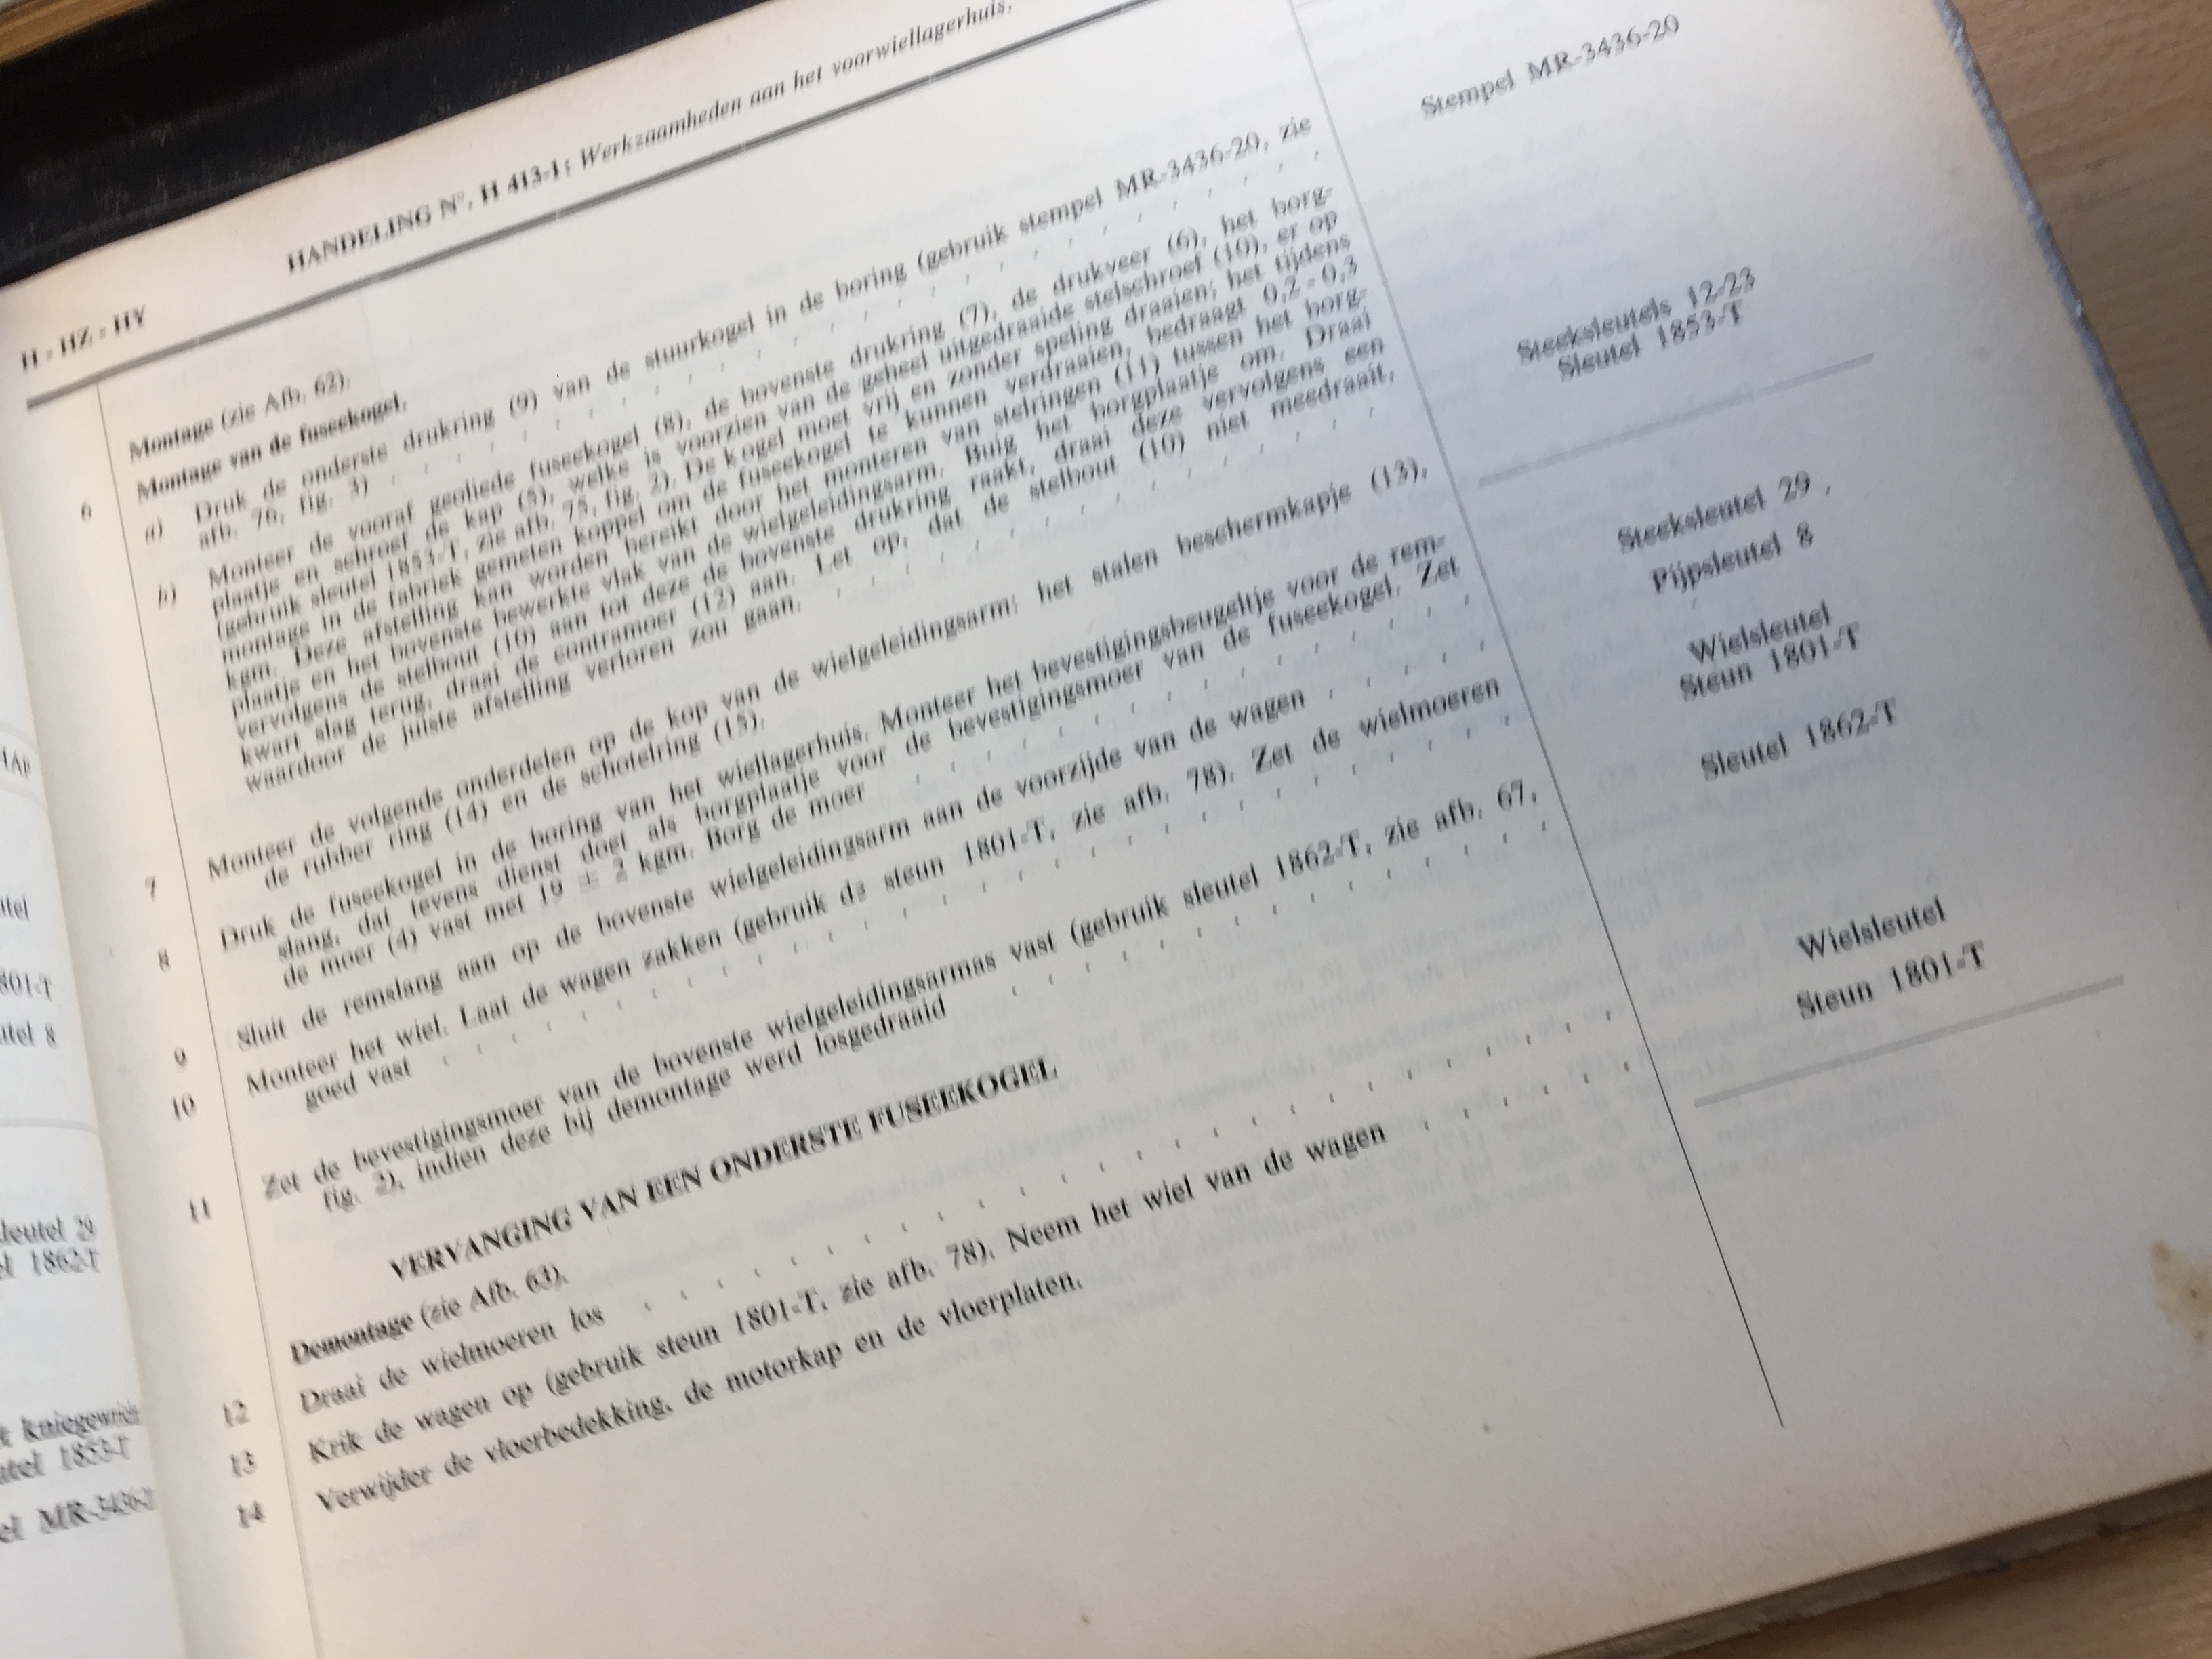 H - HZ - HY
HANDELING Nº. H 413-1: Werkzaamheden aan het voorwiellagerhuis.
Montage (zie Afb. 62).
6 Montage van de fuseekogel.
a) Druk de onderste drukring (9) van de stuurkogel in de boring (gebruik stempel MR-3436-20, zie
afb. 76, fig. 3) . . . . . . . . . . . . . . . . . . . .
Stempel MR-3436-20
b) Monteer de vooraf geoliede fuseekogel (8), de bovenste drukring (7), de drukveer (6), het borg-
plaatje en schroef de kap (5), welke is voorzien van de geheel uitgedraaide stelschroef (10), er op
(gebruik sleutel 1853-T, zie afb. 75, fig. 2). De kogel moet vrij en zonder speling draaien; het tijdens
montage in de fabriek gemeten koppel om de fuseekogel te kunnen verdraaien, bedraagt 0,2 - 0,3
kgm. Deze afstelling kan worden bereikt door het monteren van stelringen (11) tussen het borg-
plaatje en het bovenste bewerkte vlak van de wielgeleidingsarm. Buig het borgplaatje om. Draai
vervolgens de stelbout (10) aan tot deze de bovenste drukring raakt, draai deze vervolgens een
kwart slag terug, draai de contramoer (12) aan. Let op, dat de stelbout (10) niet meedraait,
waardoor de juiste afstelling verloren zou gaan. . . . . . . . . . . . . .
Steeksleutels 12-23
Sleutel 1853-T
7 Monteer de volgende onderdelen op de kop van de wielgeleidingsarm; het stalen beschermkapje (13),
de rubber ring (14) en de schotelring (15).
8 Druk de fuseekogel in de boring van het wiellagerhuis. Monteer het bevestigingsbeugeltje voor de rem-
slang, dat tevens dienst doet als borgplaatje voor de bevestigingsmoer van de fuseekogel. Zet
de moer (4) vast met 19 ± 2 kgm. Borg de moer . . . . . . . . . . . .
Steeksleutel 29
9 Sluit de remslang aan op de bovenste wielgeleidingsarm aan de voorzijde van de wagen . . . . .
Pijpsleutel 8
10 Monteer het wiel. Laat de wagen zakken (gebruik de steun 1801-T, zie afb. 78). Zet de wielmoeren
goed vast . . . . . . . . . . . . . . . . . . . .
Wielsleutel
Steun 1801-T
11 Zet de bevestigingsmoer van de bovenste wielgeleidingsarmas vast (gebruik sleutel 1862-T, zie afb. 67,
fig. 2), indien deze bij demontage werd losgedraaid . . . . . . . . . .
Sleutel 1862-T
VERVANGING VAN EEN ONDERSTE FUSEEKOGEL
Demontage (zie Afb. 63).
12 Draai de wielmoeren los . . . . . . . . . . . . . . . . . . .
Wielsleutel
13 Krik de wagen op (gebruik steun 1801-T, zie afb. 78). Neem het wiel van de wagen . . . . . .
Steun 1801-T
14 Verwijder de vloerbedekking, de motorkap en de vloerplaten.
801-T
tel 8
sleutel 29
el 1862-T
kniegewricht
utel 1853-T
el MR-3436-2